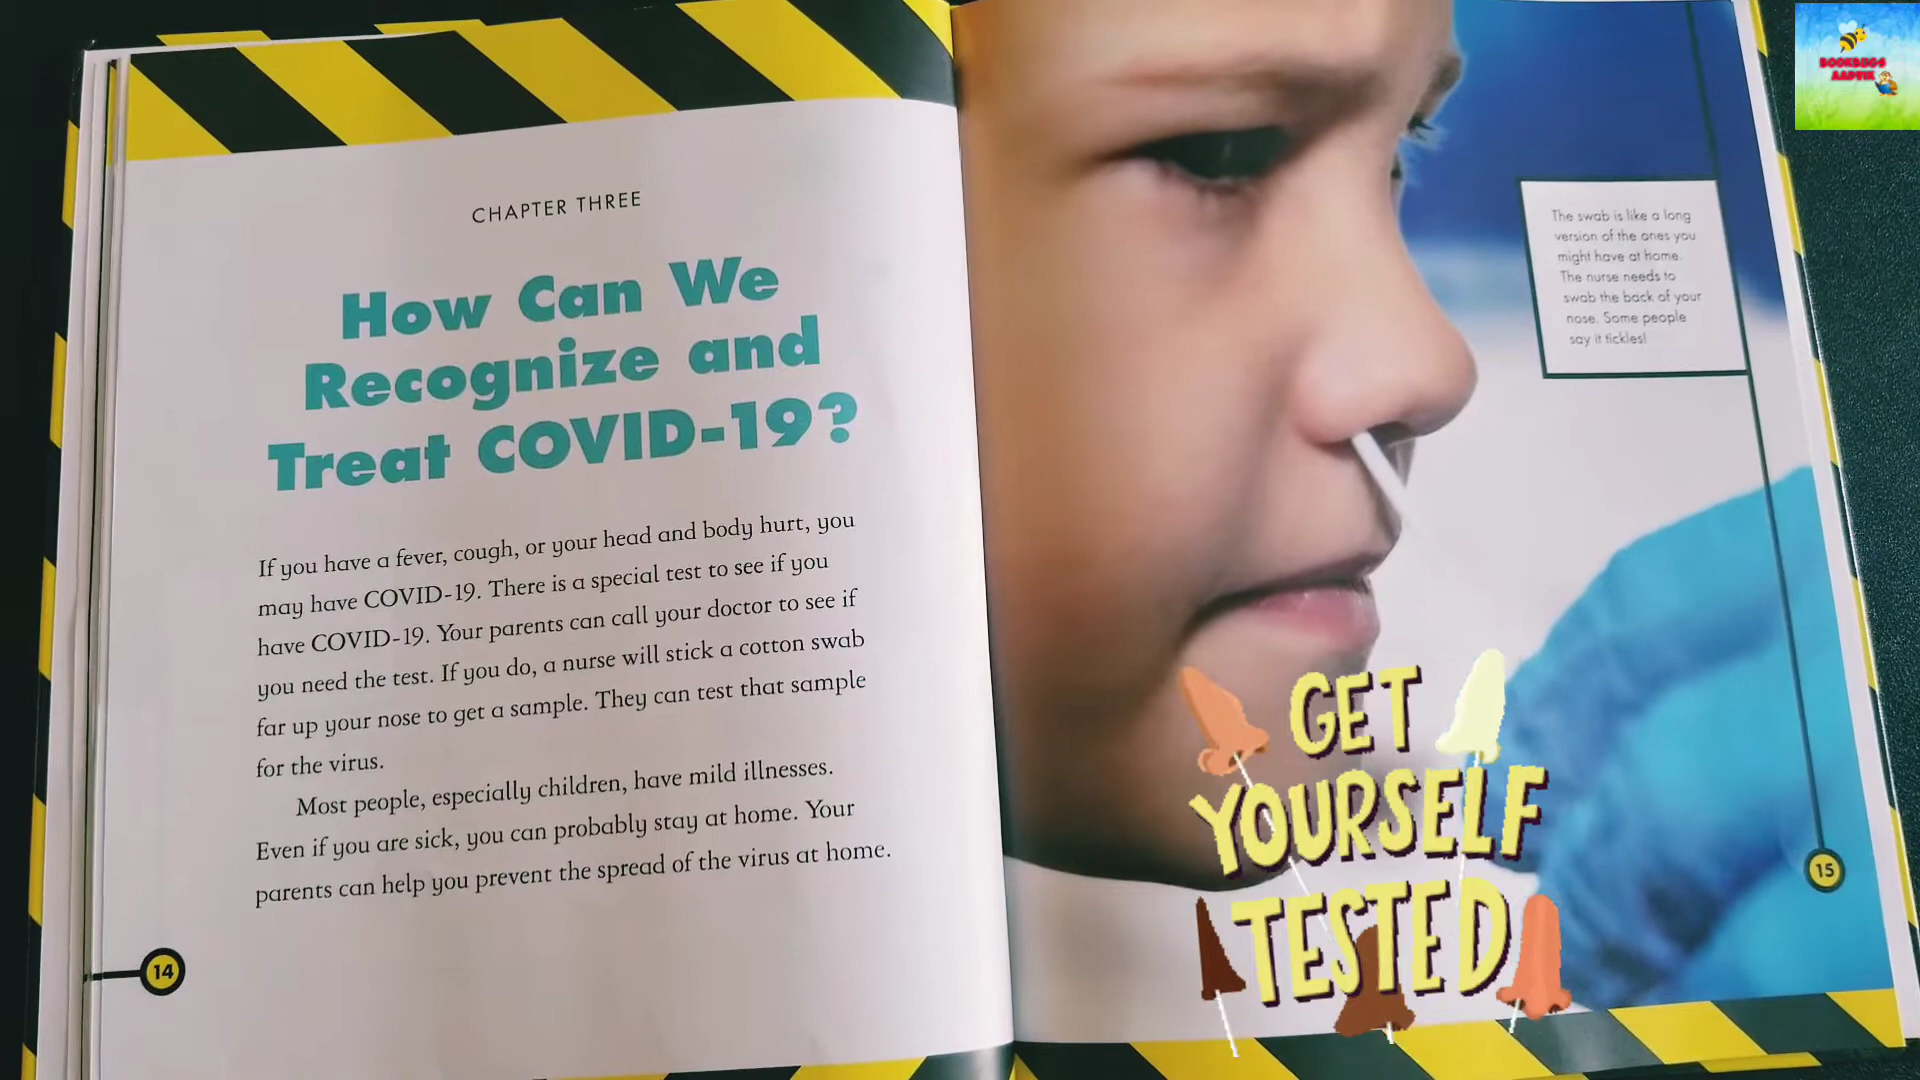 CHAPTER THREE
How Can We
Recognize and
Treat COVID-19?
If you have a fever, cough, or your head and body hurt, you
may have COVID-19. There is a special test to see if you
have COVID-19. Your parents can call your doctor to see if
you need the test. If you do, a nurse will stick a cotton swab
far up your nose to get a sample. They can test that sample
for the virus.
Most people, especially children, have mild illnesses.
Even if you are sick, you can probably stay at home. Your
parents can help you prevent the spread of the virus at home.
14
The swab is like a long
version of the ones you
might have at home.
The nurse needs to
swab the back of your
nose. Some people
say it tickles!
15
GET
YOURSELF
TESTED
BOOKBUGS
AADVIK